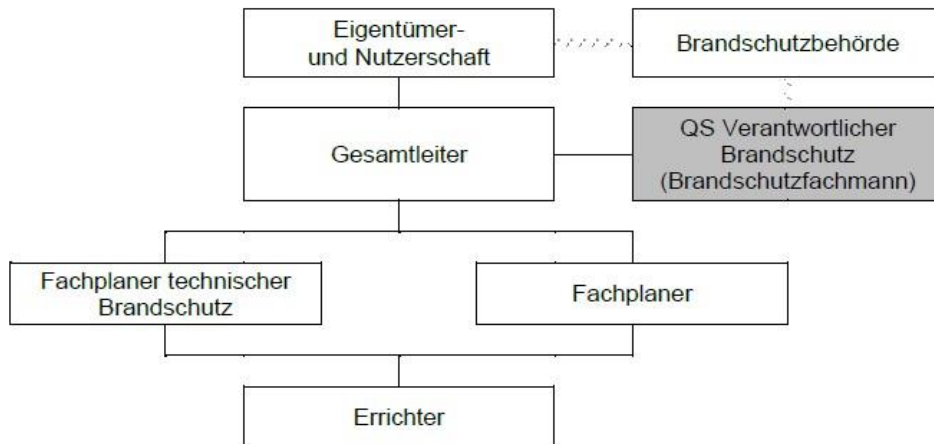 Eigentümer-
und Nutzerschaft
Brandschutzbehörde
Gesamtleiter
QS Verantwortlicher
Brandschutz
(Brandschutzfachmann)
Fachplaner technischer
Brandschutz
Fachplaner
Errichter